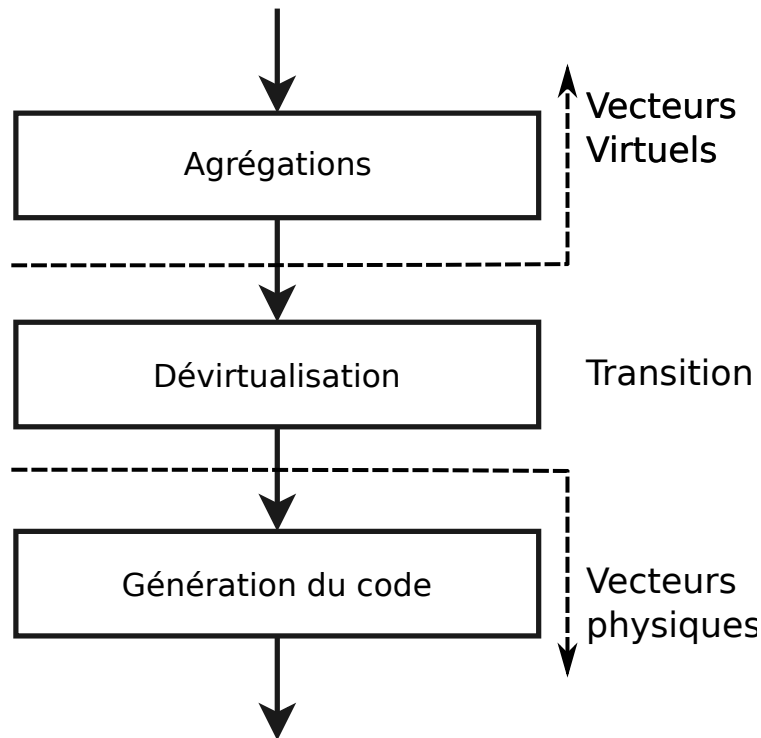 Vecteurs
Virtuels
Agrégations
Dévirtualisation
Transition
Génération du code
Vecteurs
physiques